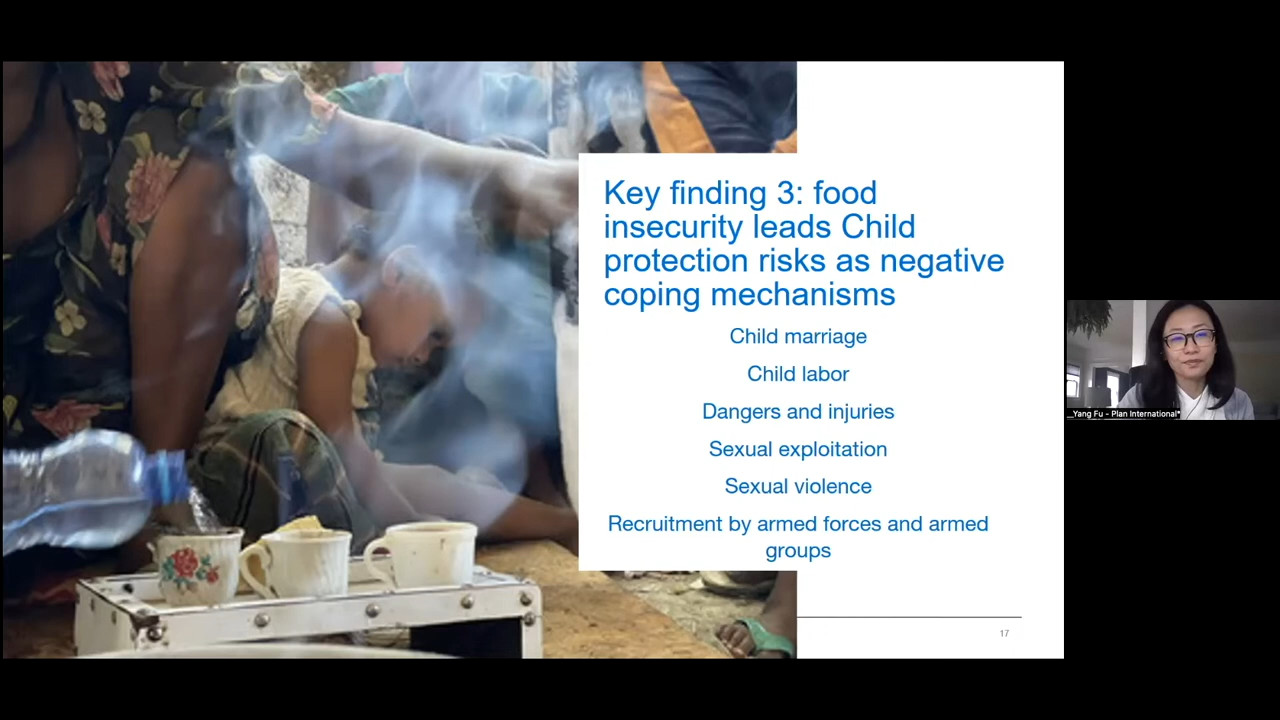 Key finding 3: food
insecurity leads Child
protection risks as negative
coping mechanisms
Child marriage
Child labor
Dangers and injuries
Sexual exploitation
Sexual violence
Recruitment by armed forces and armed
groups
17
_Yang Fu - Plan International*